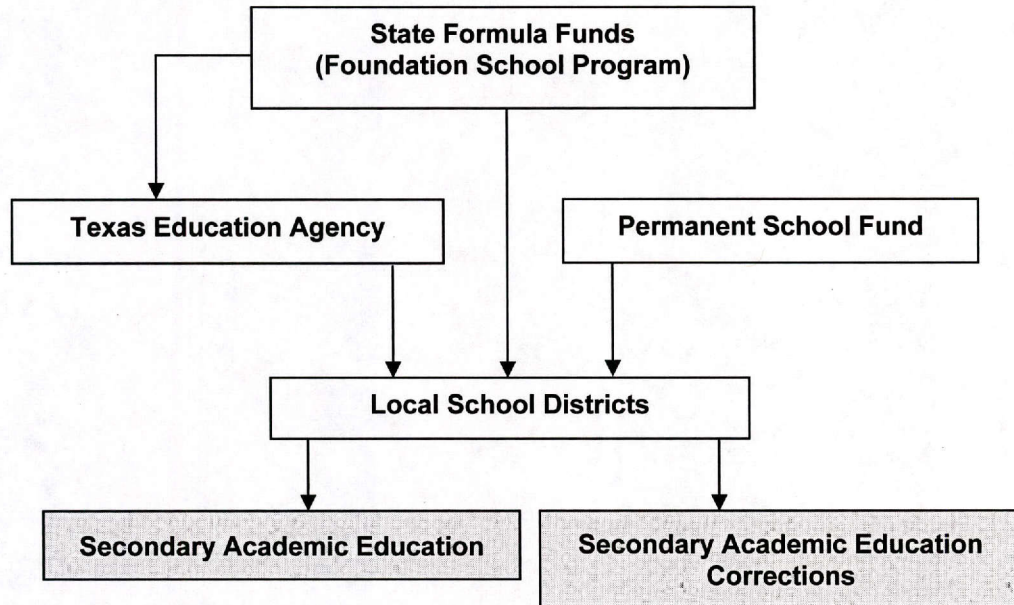 State Formula Funds
(Foundation School Program)
Texas Education Agency
Permanent School Fund
Local School Districts
Secondary Academic Education
Secondary Academic Education
Corrections